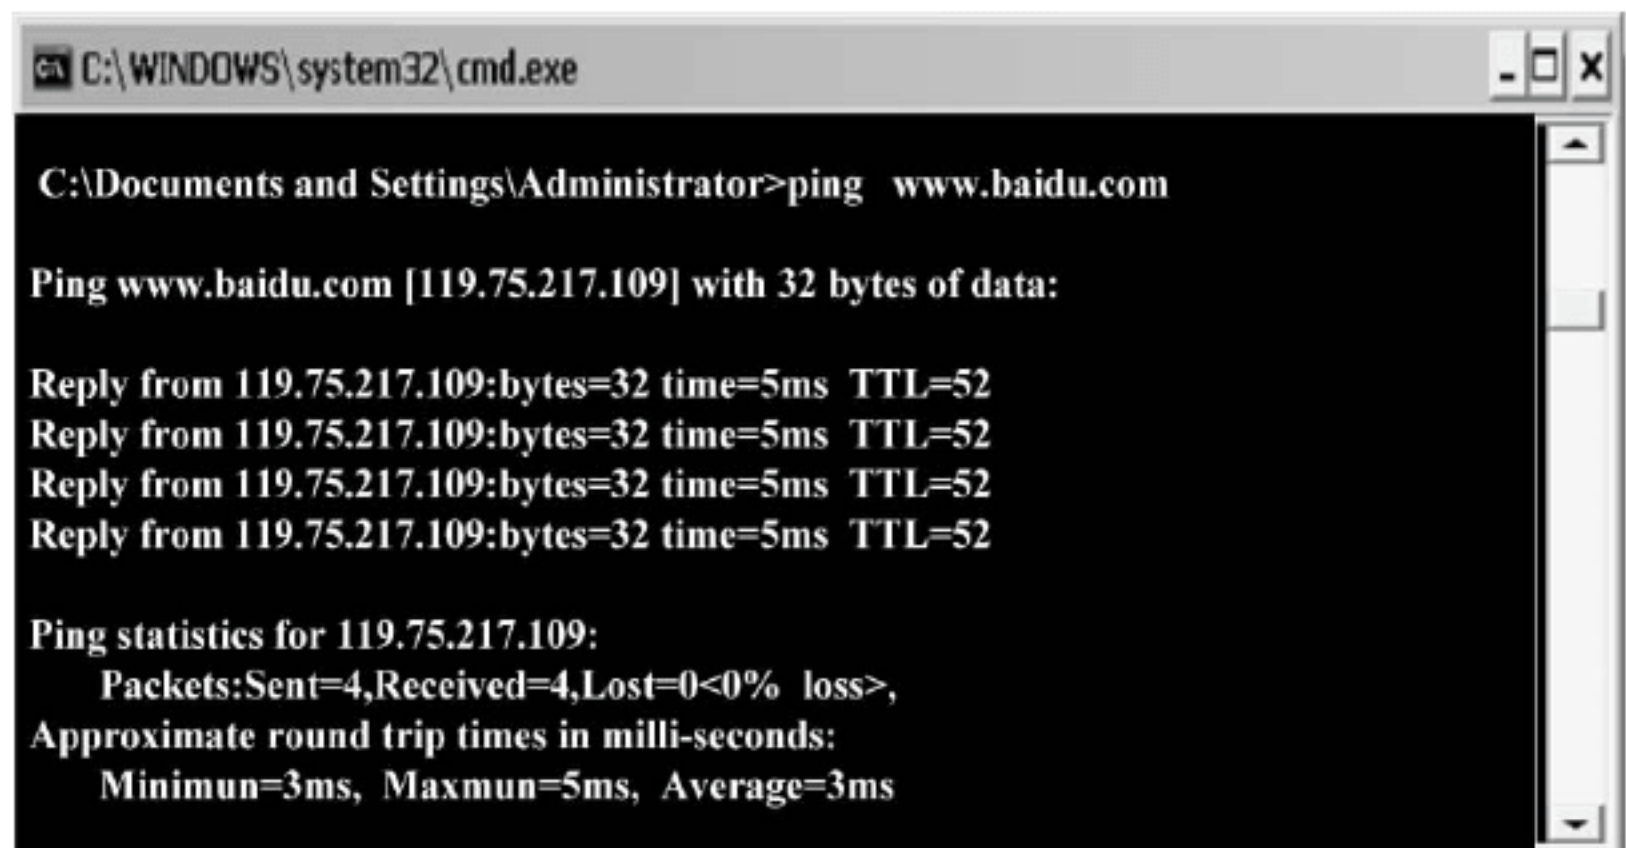 C:\WINDOWS\system32\cmd.exe
C:\Documents and Settings\Administrator>ping www.baidu.com
Ping www.baidu.com [119.75.217.109] with 32 bytes of data:
Reply from 119.75.217.109:bytes=32 time=5ms TTL=52
Reply from 119.75.217.109:bytes=32 time=5ms TTL=52
Reply from 119.75.217.109:bytes=32 time=5ms TTL=52
Reply from 119.75.217.109:bytes=32 time=5ms TTL=52
Ping statistics for 119.75.217.109:
Packets:Sent=4,Received=4,Lost=0<0% loss>,
Approximate round trip times in milli-seconds:
Minimun=3ms, Maxmun=5ms, Average=3ms